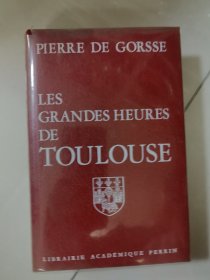 PIERRE DE GORSSE
LES
GRANDES HEURES
DE
TOULOUSE
LIBRAIRIE ACADÉMIQUE PERRIN